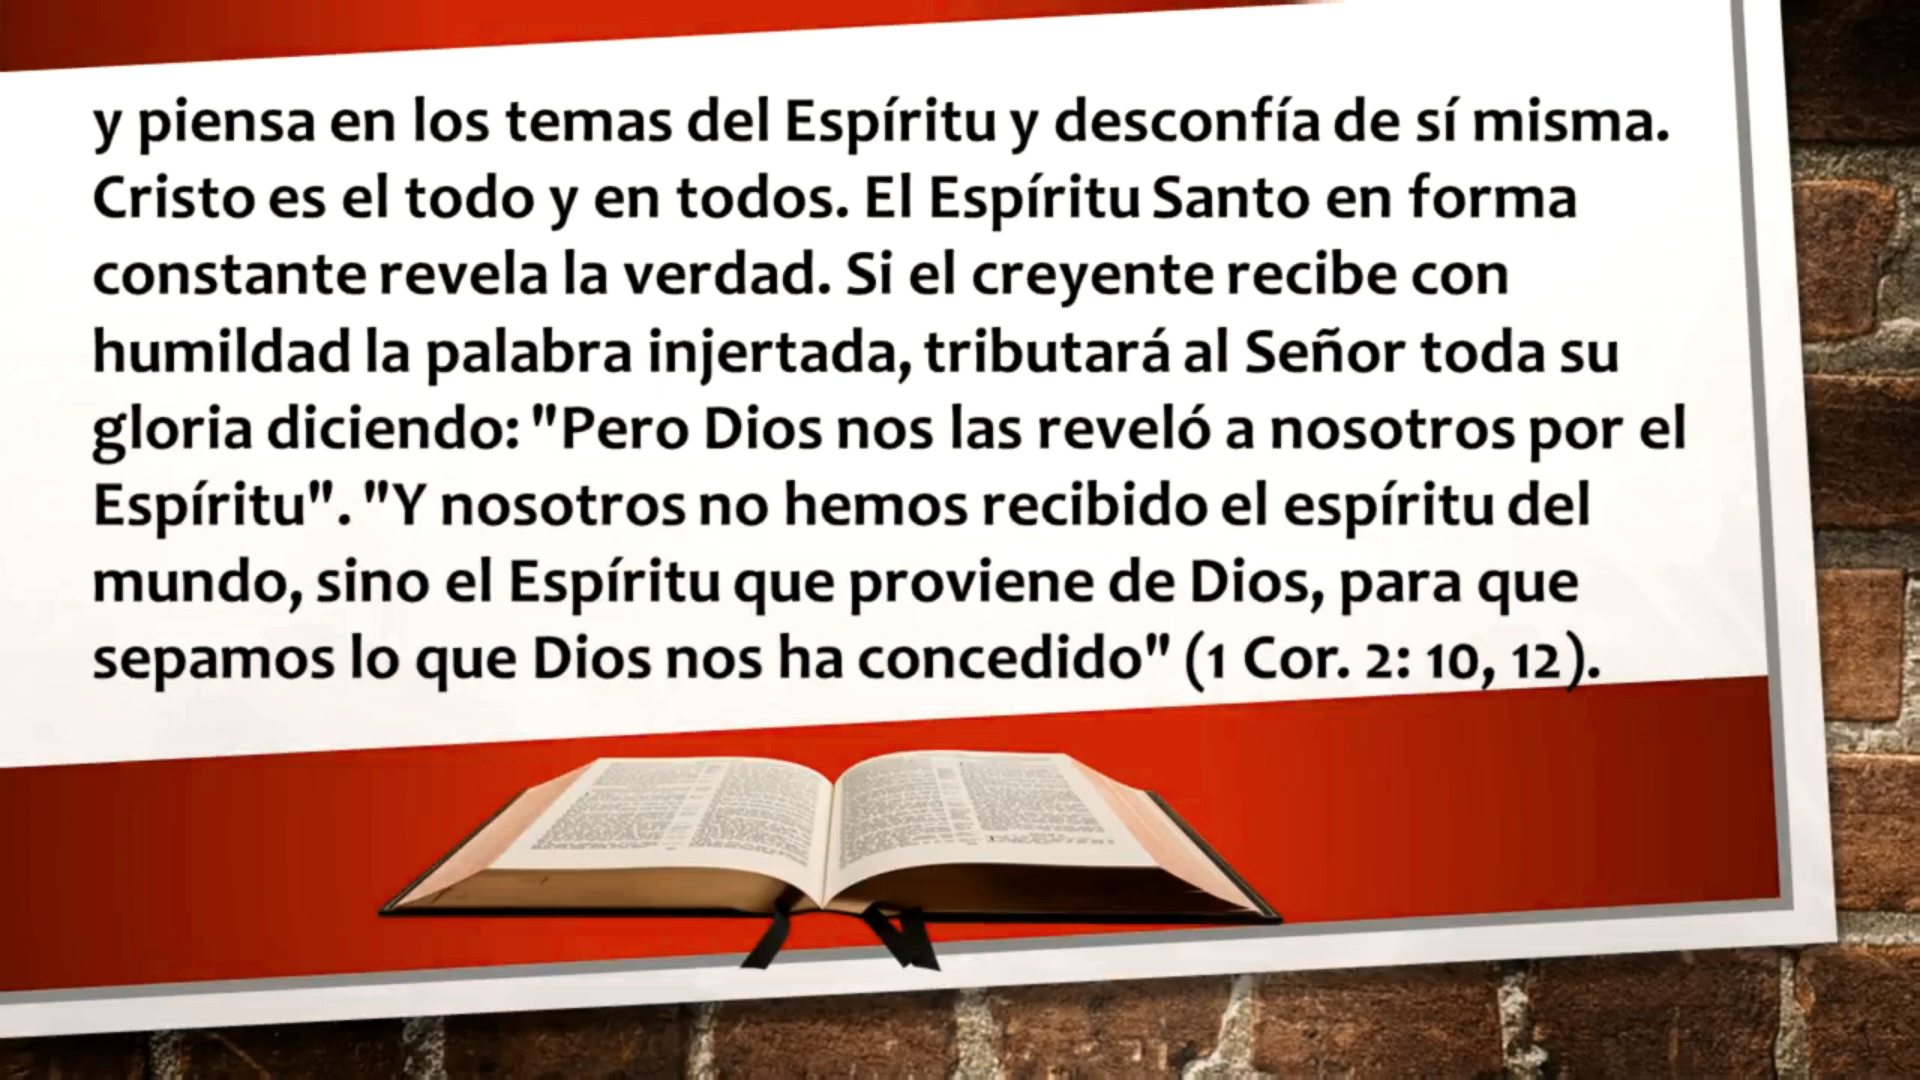 y piensa en los temas del Espíritu y desconfía de sí misma.
Cristo es el todo y en todos. El Espíritu Santo en forma
constante revela la verdad. Si el creyente recibe con
humildad la palabra injertada, tributará al Señor toda su
gloria diciendo: "Pero Dios nos las reveló a nosotros por el
Espíritu". "Y nosotros no hemos recibido el espíritu del
mundo, sino el Espíritu que proviene de Dios, para que
sepamos lo que Dios nos ha concedido" (1 Cor. 2: 10, 12).